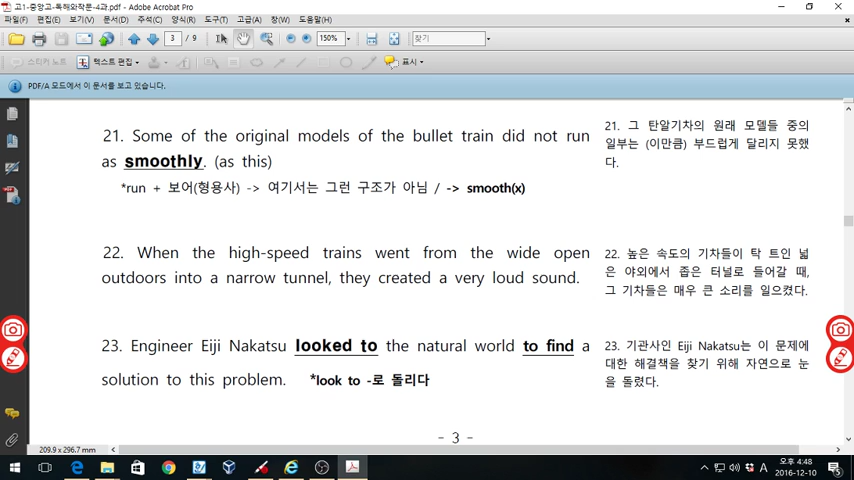 고1-중앙고-독해와작문-4과.pdf - Adobe Acrobat Pro
파일(F) 편집(E) 보기(V) 문서(D) 주석(C) 양식(R) 도구(T) 고급(A) 창(W) 도움말(H)
3 / 9 150% 찾기
스티커 노트 텍스트 편집 표시
PDF/A 모드에서 이 문서를 보고 있습니다.
21. Some of the original models of the bullet train did not run
as smoothly. (as this)
*run + 보어(형용사) -> 여기서는 그런 구조가 아님 / -> smooth(x)
21. 그 탄알기차의 원래 모델들 중의
일부는 (이만큼) 부드럽게 달리지 못했
다.
22. When the high-speed trains went from the wide open
outdoors into a narrow tunnel, they created a very loud sound.
22. 높은 속도의 기차들이 탁 트인 넓
은 야외에서 좁은 터널로 들어갈 때,
그 기차들은 매우 큰 소리를 일으켰다.
23. Engineer Eiji Nakatsu looked to the natural world to find a
solution to this problem. *look to -로 돌리다
23. 기관사인 Eiji Nakatsu는 이 문제에
대한 해결책을 찾기 위해 자연으로 눈
을 돌렸다.
- 3 -
209.9 x 296.7 mm
A 오후 4:48
2016-12-10
5